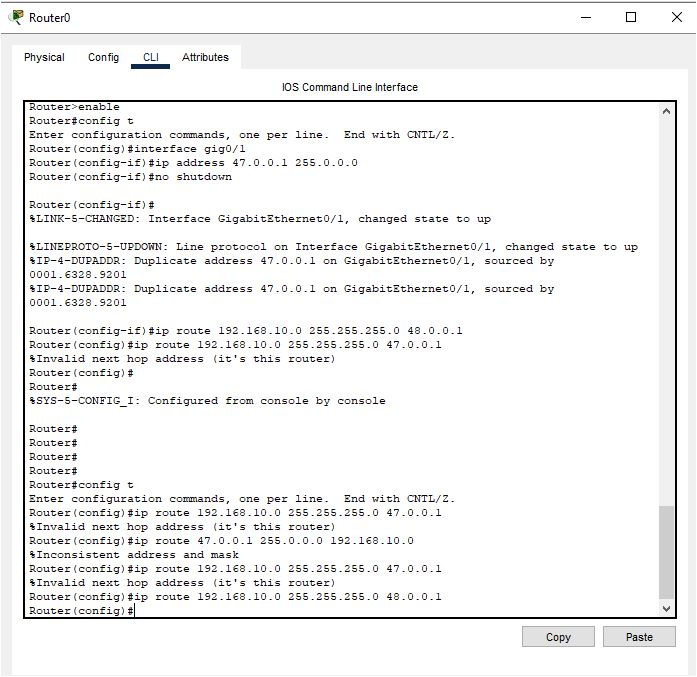 Router0
Physical Config CLI Attributes
IOS Command Line Interface
Router>enable
Router#config t
Enter configuration commands, one per line. End with CNTL/Z.
Router(config)#interface gig0/1
Router(config-if)#ip address 47.0.0.1 255.0.0.0
Router(config-if)#no shutdown
Router(config-if)#
%LINK-5-CHANGED: Interface GigabitEthernet0/1, changed state to up
%LINEPROTO-5-UPDOWN: Line protocol on Interface GigabitEthernet0/1, changed state to up
%IP-4-DUPADDR: Duplicate address 47.0.0.1 on GigabitEthernet0/1, sourced by
0001.6328.9201
%IP-4-DUPADDR: Duplicate address 47.0.0.1 on GigabitEthernet0/1, sourced by
0001.6328.9201
Router(config-if)#ip route 192.168.10.0 255.255.255.0 48.0.0.1
Router(config)#ip route 192.168.10.0 255.255.255.0 47.0.0.1
%Invalid next hop address (it's this router)
Router(config)#
Router#
%SYS-5-CONFIG_I: Configured from console by console
Router#
Router#
Router#
Router#
Router#config t
Enter configuration commands, one per line. End with CNTL/Z.
Router(config)#ip route 192.168.10.0 255.255.255.0 47.0.0.1
%Invalid next hop address (it's this router)
Router(config)#ip route 47.0.0.1 255.0.0.0 192.168.10.0
%Inconsistent address and mask
Router(config)#ip route 192.168.10.0 255.255.255.0 47.0.0.1
%Invalid next hop address (it's this router)
Router(config)#ip route 192.168.10.0 255.255.255.0 48.0.0.1
Router(config)#
Copy Paste